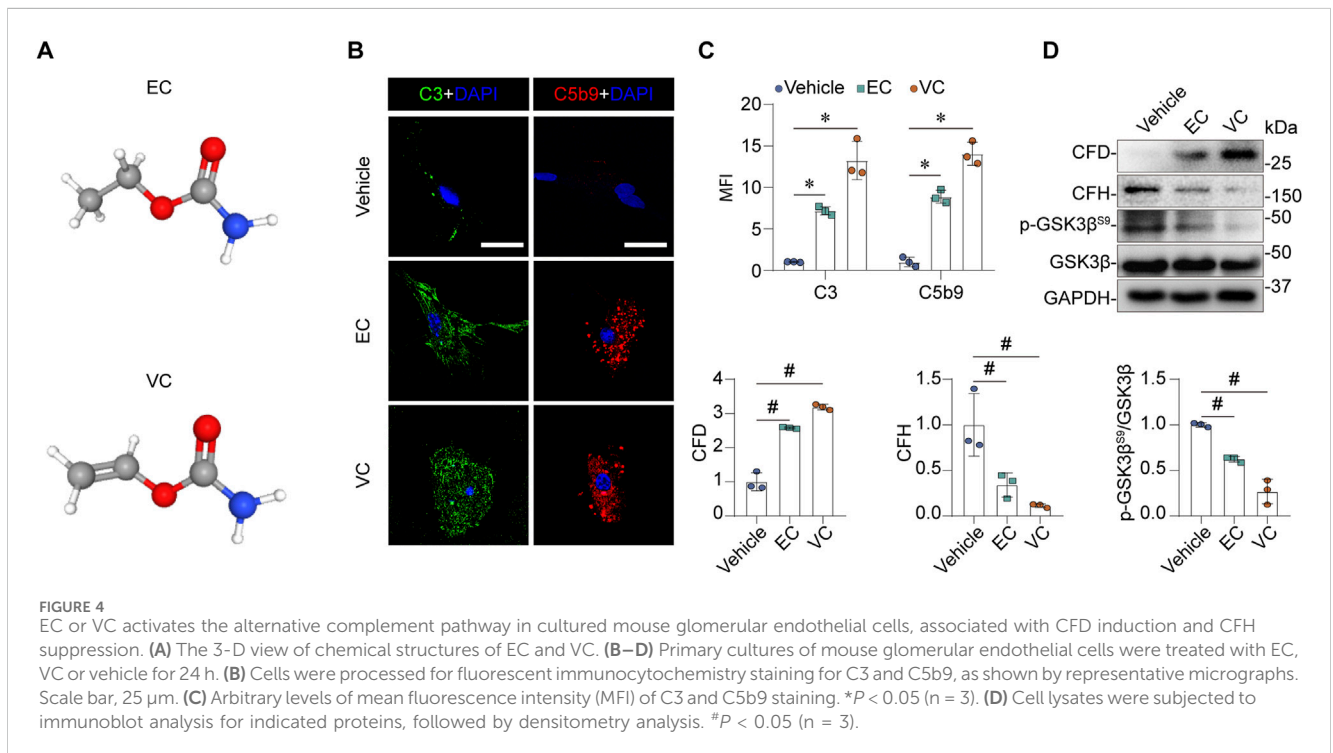 A
B
C
D
EC
VC
C3+DAPI
C5b9+DAPI
Vehicle
EC
VC
Vehicle EC VC
MFI
20
15
10
5
0
* *
* *
C3 C5b9
Vehicle EC VC kDa
CFD- -25
CFH- -150
p-GSK3βS9- -50
GSK3β- -50
GAPDH- -37
CFD
4
3
2
1
0
# #
Vehicle EC VC
CFH
1.5
1.0
0.5
0.0
# #
Vehicle EC VC
p-GSK3βS9/GSK3β
1.5
1.0
0.5
0.0
# #
Vehicle EC VC
FIGURE 4
EC or VC activates the alternative complement pathway in cultured mouse glomerular endothelial cells, associated with CFD induction and CFH
suppression. (A) The 3-D view of chemical structures of EC and VC. (B–D) Primary cultures of mouse glomerular endothelial cells were treated with EC,
VC or vehicle for 24 h. (B) Cells were processed for fluorescent immunocytochemistry staining for C3 and C5b9, as shown by representative micrographs.
Scale bar, 25 μm. (C) Arbitrary levels of mean fluorescence intensity (MFI) of C3 and C5b9 staining. *P < 0.05 (n = 3). (D) Cell lysates were subjected to
immunoblot analysis for indicated proteins, followed by densitometry analysis. #P < 0.05 (n = 3).